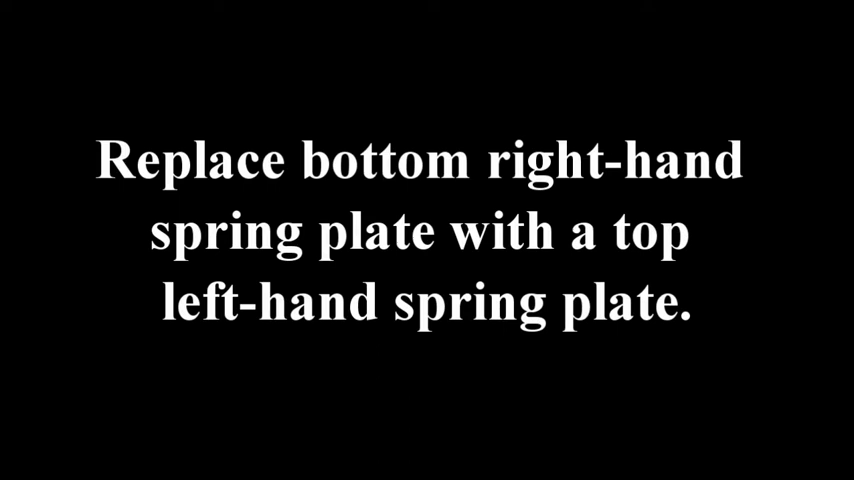 Replace bottom right-hand
spring plate with a top
left-hand spring plate.